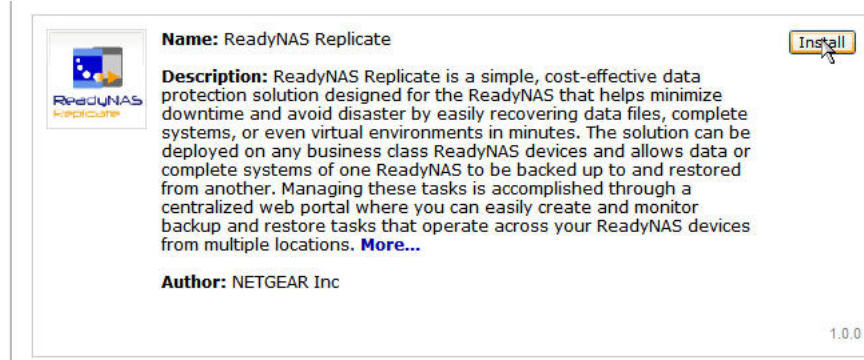 Name: ReadyNAS Replicate
Install
Description: ReadyNAS Replicate is a simple, cost-effective data
protection solution designed for the ReadyNAS that helps minimize
downtime and avoid disaster by easily recovering data files, complete
systems, or even virtual environments in minutes. The solution can be
deployed on any business class ReadyNAS devices and allows data or
complete systems of one ReadyNAS to be backed up to and restored
from another. Managing these tasks is accomplished through a
centralized web portal where you can easily create and monitor
backup and restore tasks that operate across your ReadyNAS devices
from multiple locations. More...
ReadyNAS
Replicate
Author: NETGEAR Inc
1.0.0